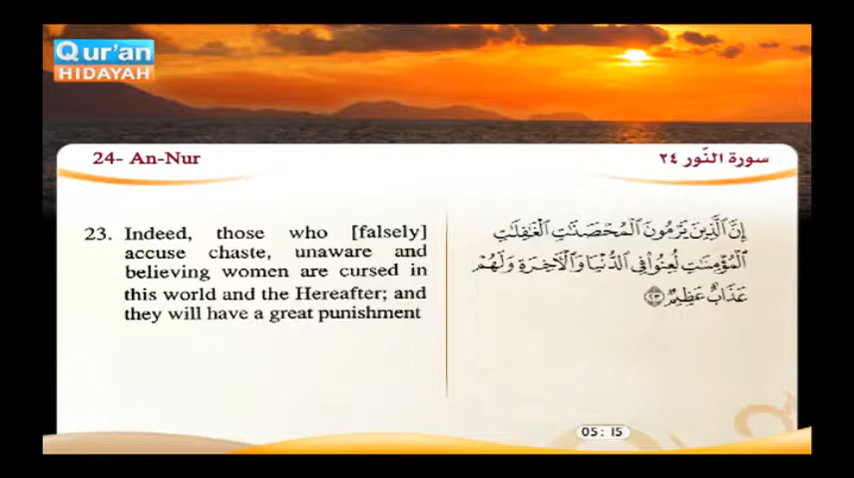 Qur'an
HIDAYAH
24- An-Nur
سورة النّور ٢٤
23. Indeed, those who [falsely]
accuse chaste, unaware and
believing women are cursed in
this world and the Hereafter; and
they will have a great punishment
إِنَّ ٱلَّذِينَ يَرْمُونَ ٱلْمُحْصَنَٰتِ ٱلْغَٰفِلَٰتِ
ٱلْمُؤْمِنَٰتِ لُعِنُوا۟ فِى ٱلدُّنْيَا وَٱلْءَاخِرَةِ وَلَهُمْ
عَذَابٌ عَظِيمٌ ٢٣
05: 15